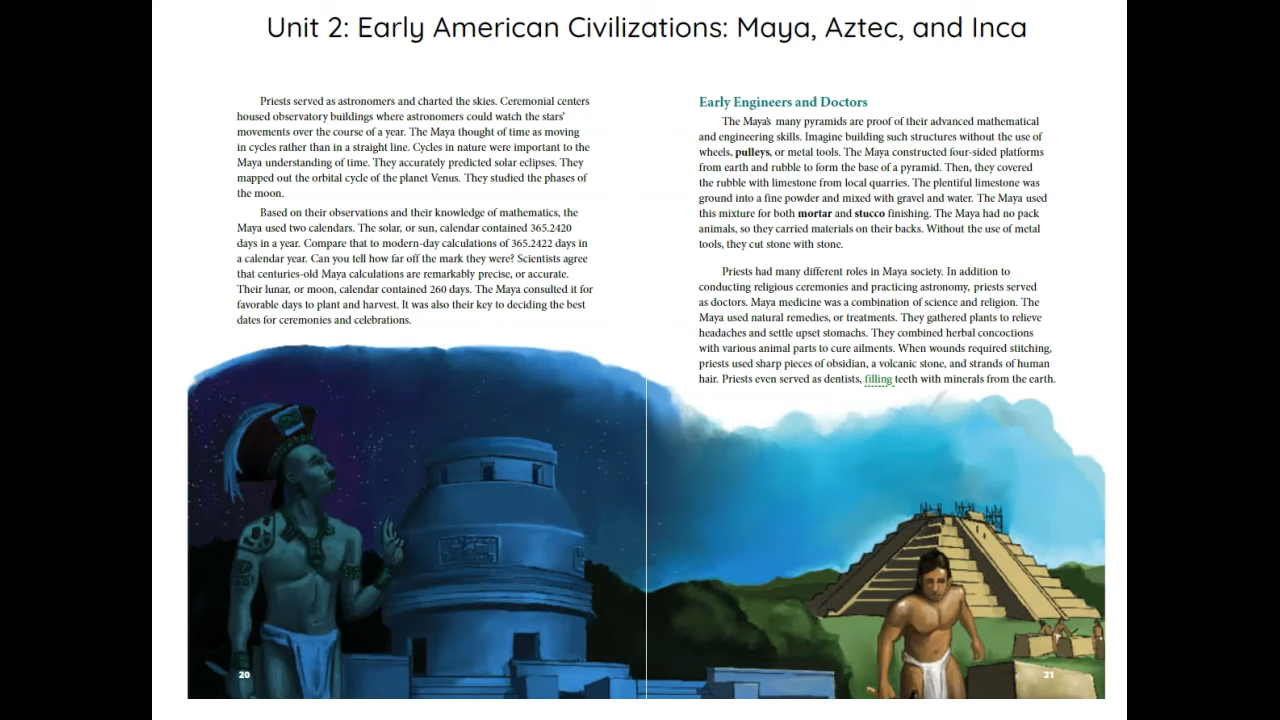 Unit 2: Early American Civilizations: Maya, Aztec, and Inca
Priests served as astronomers and charted the skies. Ceremonial centers
housed observatory buildings where astronomers could watch the stars'
movements over the course of a year. The Maya thought of time as moving
in cycles rather than in a straight line. Cycles in nature were important to the
Maya understanding of time. They accurately predicted solar eclipses. They
mapped out the orbital cycle of the planet Venus. They studied the phases of
the moon.
Based on their observations and their knowledge of mathematics, the
Maya used two calendars. The solar, or sun, calendar contained 365.2420
days in a year. Compare that to modern-day calculations of 365.2422 days in
a calendar year. Can you tell how far off the mark they were? Scientists agree
that centuries-old Maya calculations are remarkably precise, or accurate.
Their lunar, or moon, calendar contained 260 days. The Maya consulted it for
favorable days to plant and harvest. It was also their key to deciding the best
dates for ceremonies and celebrations.
20
Early Engineers and Doctors
The Maya's many pyramids are proof of their advanced mathematical
and engineering skills. Imagine building such structures without the use of
wheels, pulleys, or metal tools. The Maya constructed four-sided platforms
from earth and rubble to form the base of a pyramid. Then, they covered
the rubble with limestone from local quarries. The plentiful limestone was
ground into a fine powder and mixed with gravel and water. The Maya used
this mixture for both mortar and stucco finishing. The Maya had no pack
animals, so they carried materials on their backs. Without the use of metal
tools, they cut stone with stone.
Priests had many different roles in Maya society. In addition to
conducting religious ceremonies and practicing astronomy, priests served
as doctors. Maya medicine was a combination of science and religion. The
Maya used natural remedies, or treatments. They gathered plants to relieve
headaches and settle upset stomachs. They combined herbal concoctions
with various animal parts to cure ailments. When wounds required stitching,
priests used sharp pieces of obsidian, a volcanic stone, and strands of human
hair. Priests even served as dentists, filling teeth with minerals from the earth.
21